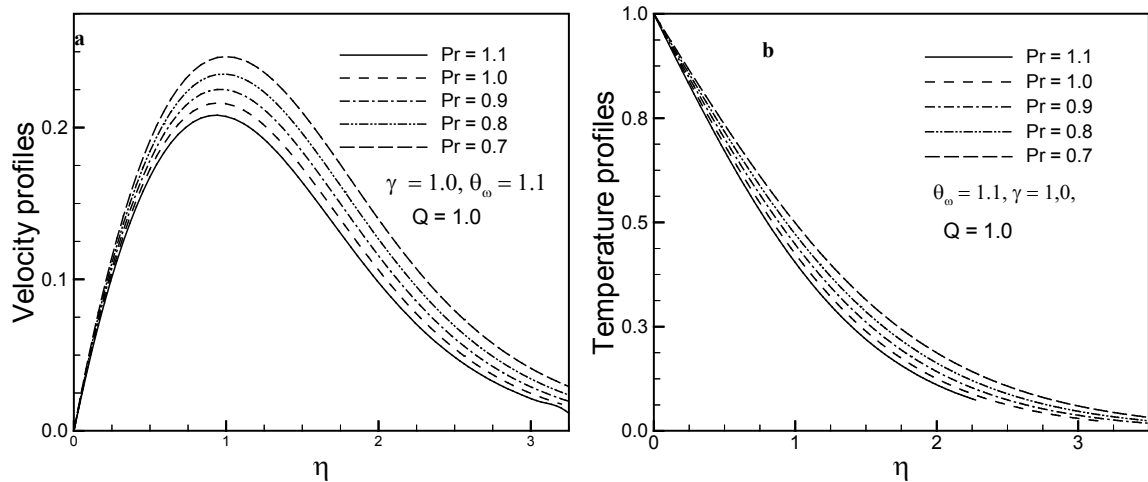 a
Pr = 1.1
Pr = 1.0
Pr = 0.9
Pr = 0.8
Pr = 0.7
γ = 1.0, θω = 1.1
Q = 1.0
Velocity profiles
0.2
0.1
0.0
0
1
2
3
η
b
Pr = 1.1
Pr = 1.0
Pr = 0.9
Pr = 0.8
Pr = 0.7
θω = 1.1, γ = 1,0,
Q = 1.0
Temperature profiles
1.0
0.8
0.5
0.3
0.0
0
1
2
3
η